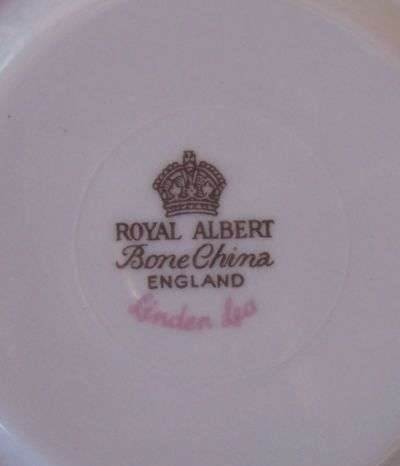 ROYAL ALBERT
Bone China
ENGLAND
Linden Lea